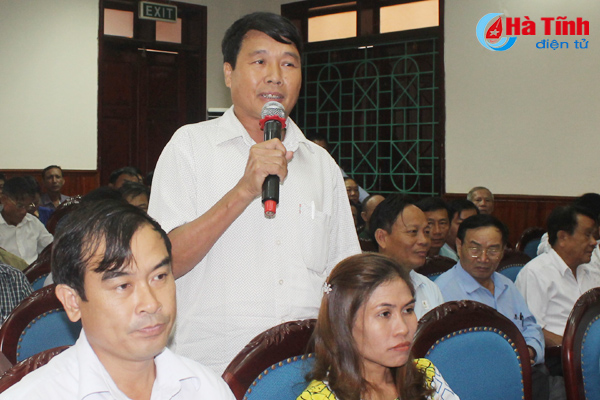 EXIT
Hà Tĩnh
điện tử